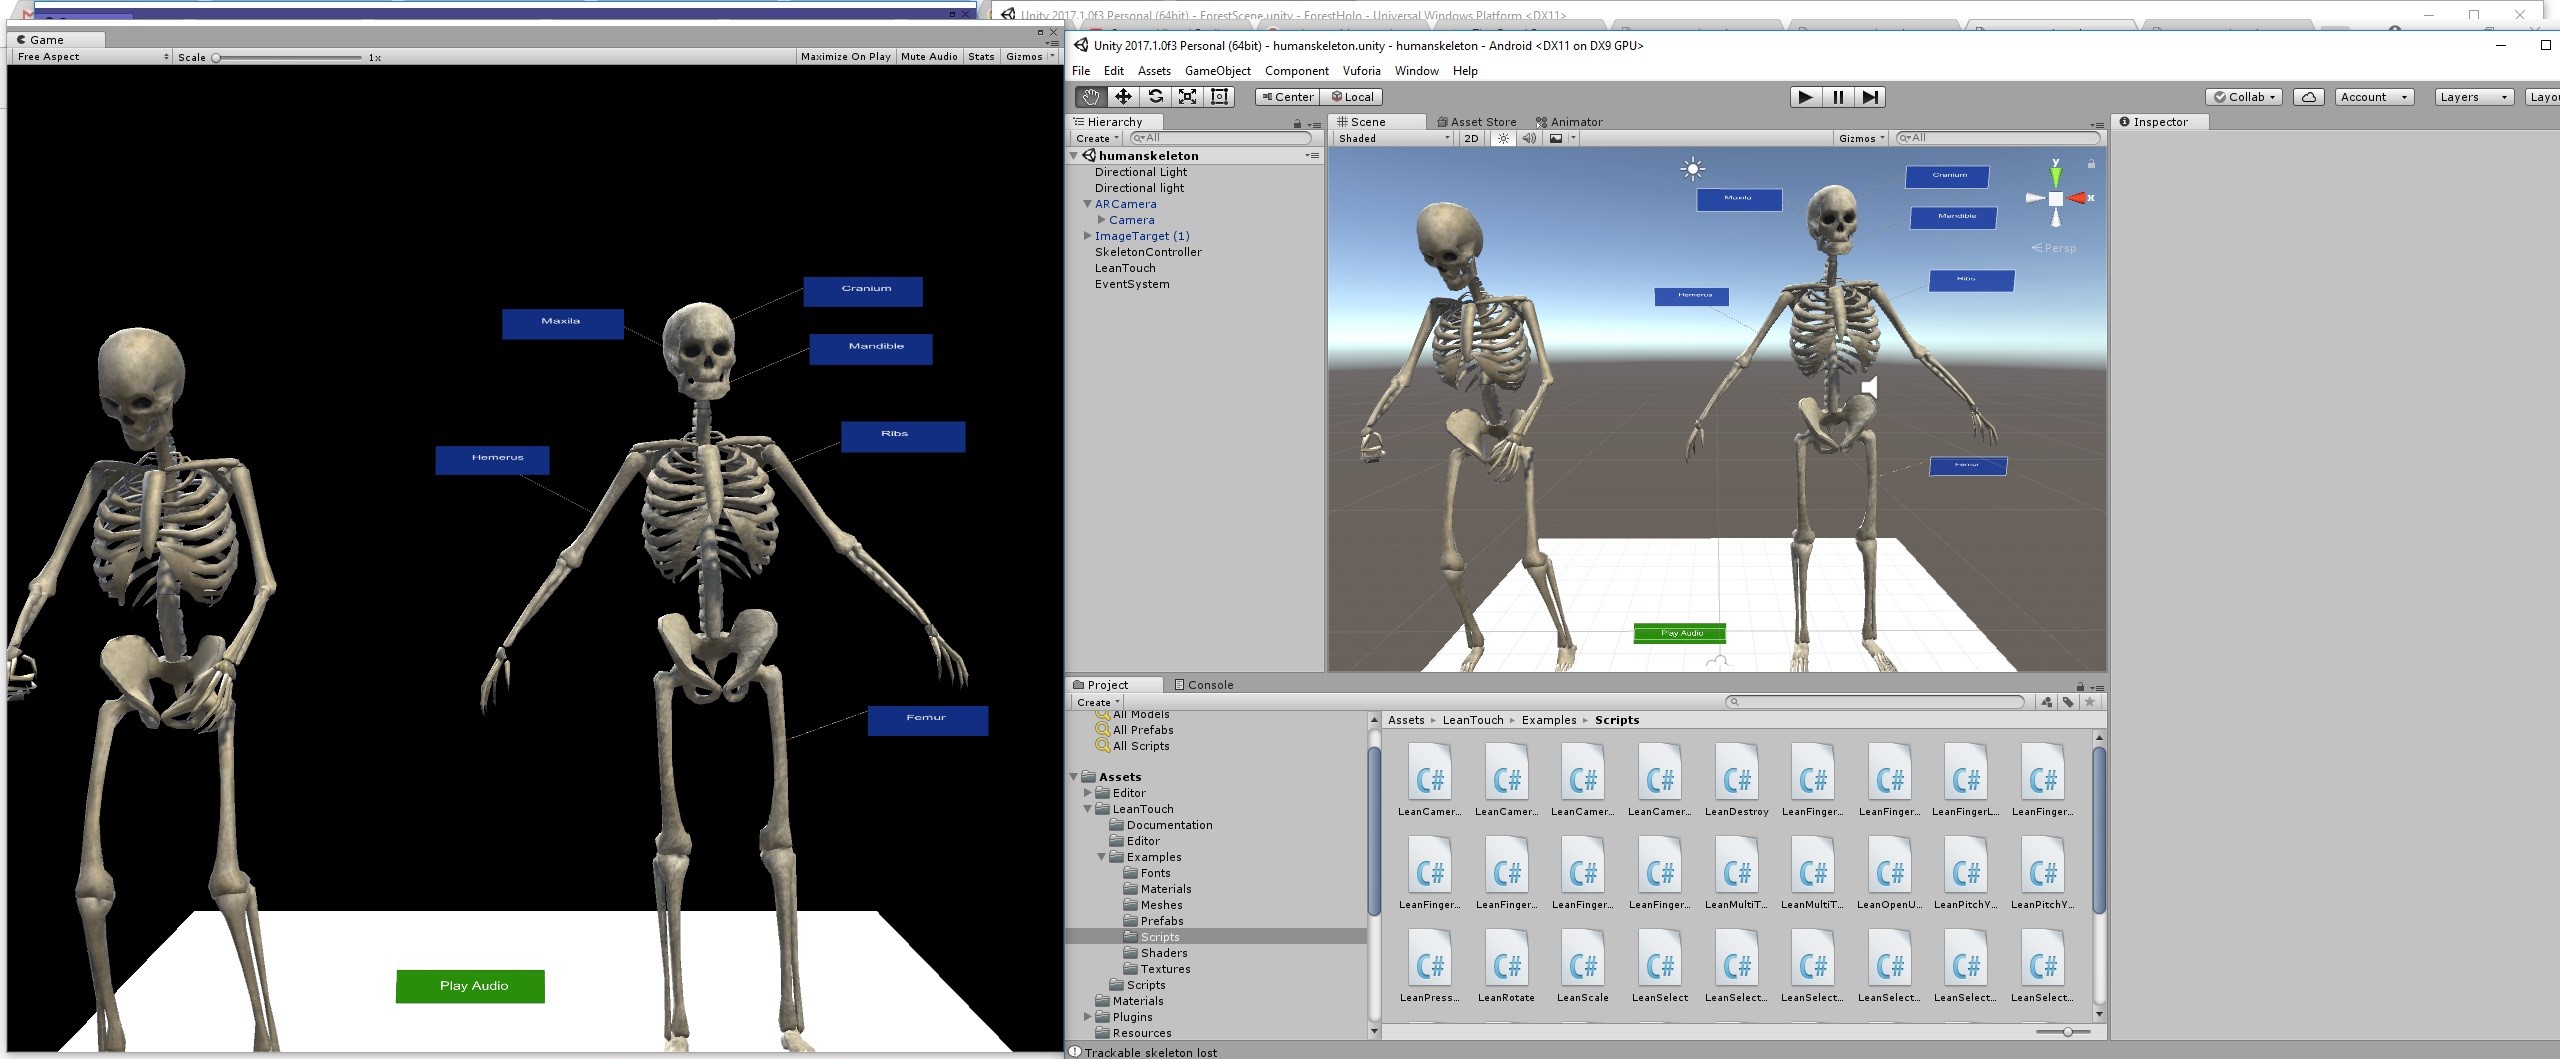 Unity 2017.1.0f3 Personal (64bit) - ForestScene.unity - ForestHolo - Universal Windows Platform <DX11>
Game
Free Aspect
Scale
1x
Maximize On Play
Mute Audio
Stats
Gizmos
Cranium
Maxila
Mandible
Ribs
Hemerus
Femur
Play Audio
Unity 2017.1.0f3 Personal (64bit) - humanskeleton.unity - humanskeleton - Android <DX11 on DX9 GPU>
File Edit Assets GameObject Component Vuforia Window Help
Center
Local
Collab
Account
Layers
Layo
Hierarchy
Create
All
humanskeleton
Directional Light
Directional light
ARCamera
Camera
ImageTarget (1)
SkeletonController
LeanTouch
EventSystem
Scene
Asset Store
Animator
Shaded
2D
Gizmos
All
Cranium
Maxila
Mandible
Ribs
Hemerus
Femur
Play Audio
y
x
Persp
Inspector
Project
Console
Create
All Models
All Prefabs
All Scripts
Assets
Editor
LeanTouch
Documentation
Editor
Examples
Fonts
Materials
Meshes
Prefabs
Scripts
Shaders
Textures
Scripts
Materials
Plugins
Resources
Assets LeanTouch Examples Scripts
C# C# C# C# C# C# C# C# C#
LeanCamer... LeanCamer... LeanCamer... LeanCamer... LeanDestroy LeanFinger... LeanFinger... LeanFingerL... LeanFinger...
C# C# C# C# C# C# C# C# C#
LeanFinger... LeanFinger... LeanFinger... LeanFinger... LeanMultiT... LeanMultiT... LeanOpenU... LeanPitchY... LeanPitchY...
C# C# C# C# C# C# C# C# C#
LeanPress... LeanRotate LeanScale LeanSelect LeanSelect... LeanSelect... LeanSelect... LeanSelect... LeanSelect...
Trackable skeleton lost